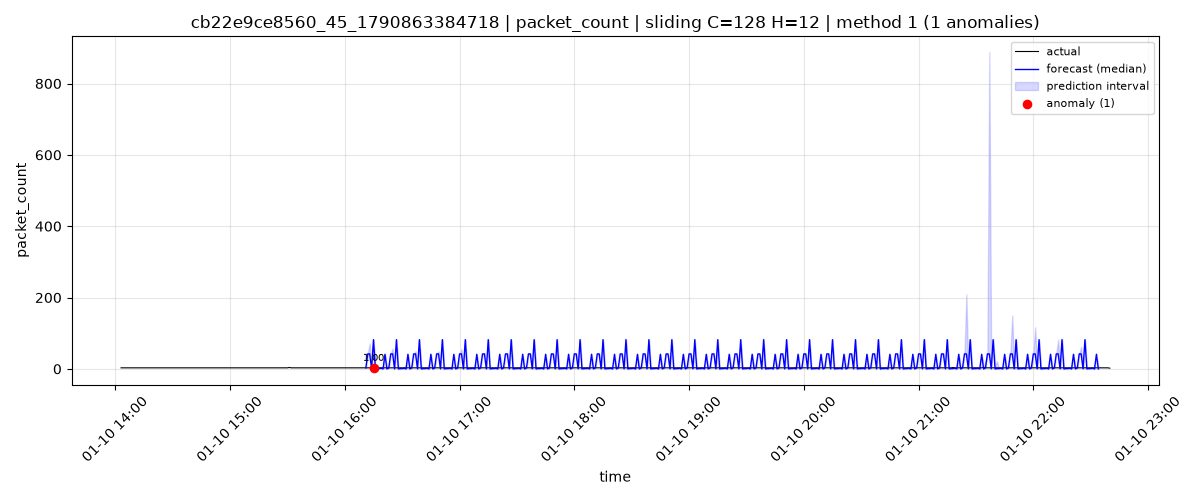 cb22e9ce8560_45_1790863384718 | packet_count | sliding C=128 H=12 | method 1 (1 anomalies)
actual
forecast (median)
prediction interval
anomaly (1)
packet_count
800
600
400
200
0
01-10 14:00
01-10 15:00
01-10 16:00
01-10 17:00
01-10 18:00
01-10 19:00
01-10 20:00
01-10 21:00
01-10 22:00
01-10 23:00
time